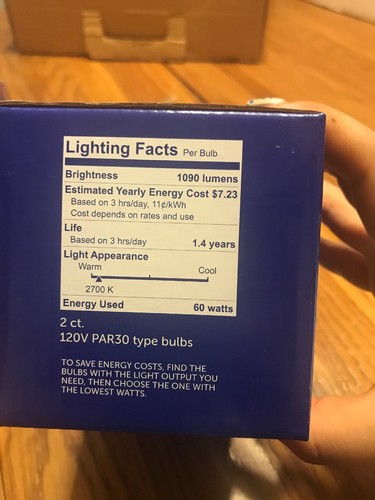 Lighting Facts Per Bulb
Brightness 1090 lumens
Estimated Yearly Energy Cost $7.23
Based on 3 hrs/day, 11¢/kWh
Cost depends on rates and use
Life
Based on 3 hrs/day 1.4 years
Light Appearance
Warm Cool
2700 K
Energy Used 60 watts
2 ct.
120V PAR30 type bulbs
TO SAVE ENERGY COSTS, FIND THE
BULBS WITH THE LIGHT OUTPUT YOU
NEED, THEN CHOOSE THE ONE WITH
THE LOWEST WATTS.